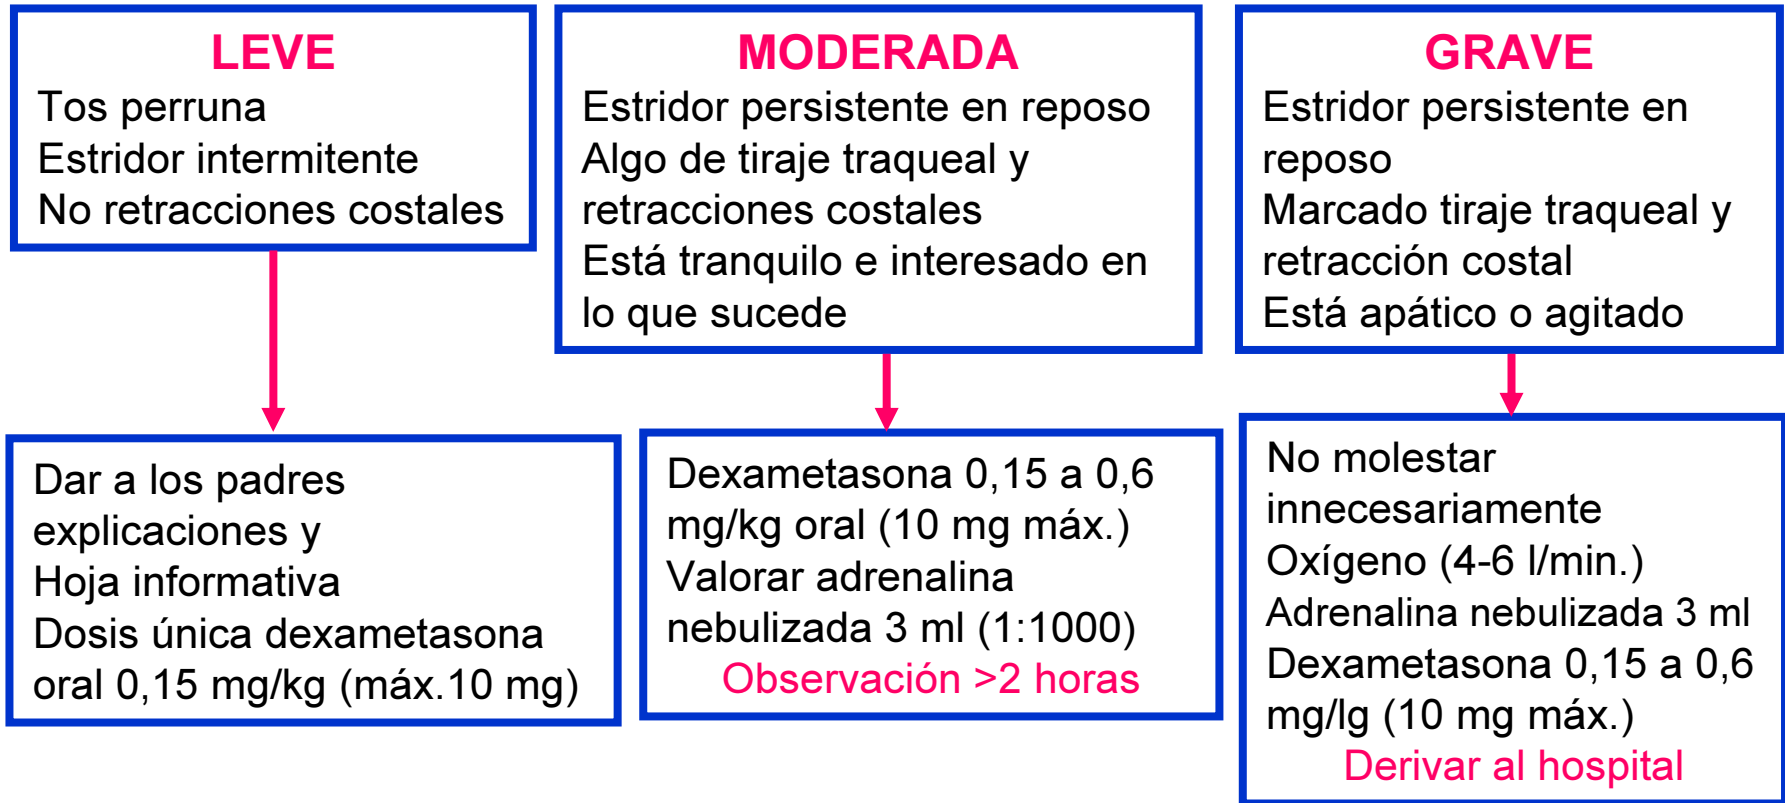 LEVE
Tos perruna
Estridor intermitente
No retracciones costales
MODERADA
Estridor persistente en reposo
Algo de tiraje traqueal y
retracciones costales
Está tranquilo e interesado en
lo que sucede
GRAVE
Estridor persistente en
reposo
Marcado tiraje traqueal y
retracción costal
Está apático o agitado
Dar a los padres
explicaciones y
Hoja informativa
Dosis única dexametasona
oral 0,15 mg/kg (máx.10 mg)
Dexametasona 0,15 a 0,6
mg/kg oral (10 mg máx.)
Valorar adrenalina
nebulizada 3 ml (1:1000)
Observación >2 horas
No molestar
innecesariamente
Oxígeno (4-6 l/min.)
Adrenalina nebulizada 3 ml
Dexametasona 0,15 a 0,6
mg/lg (10 mg máx.)
Derivar al hospital